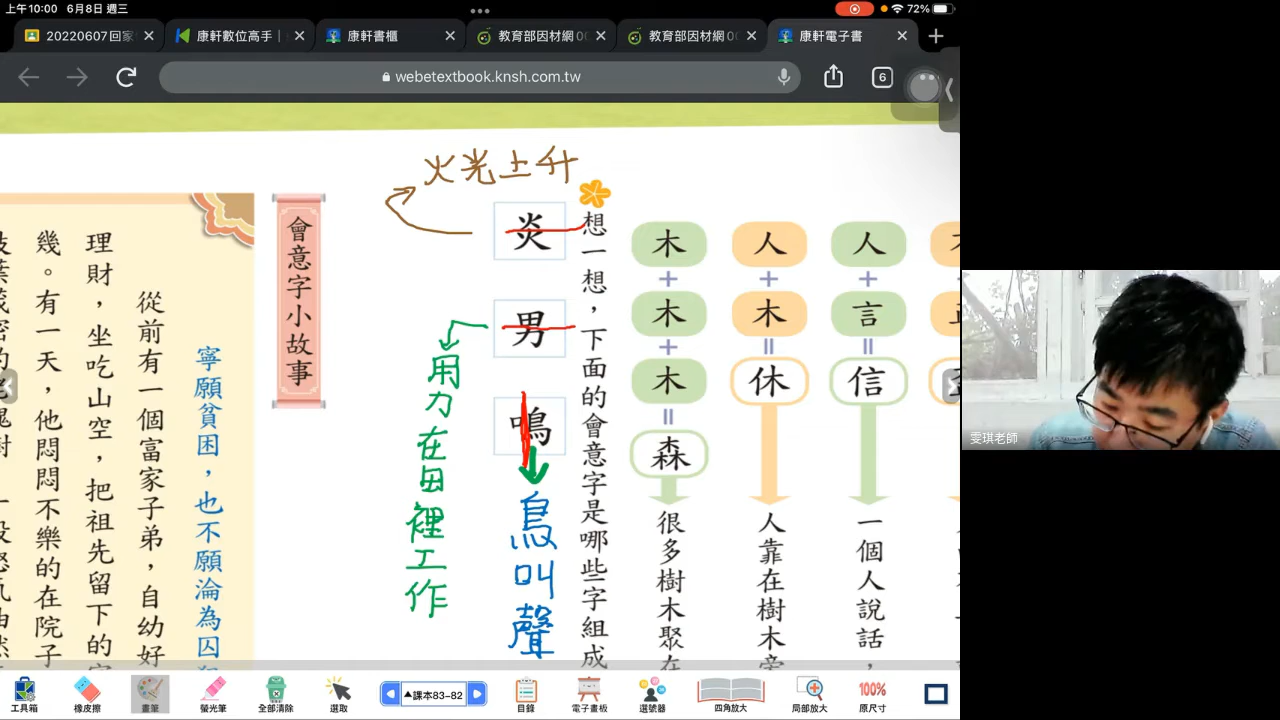 上午10:00 6月8日 週三
72%
20220607回家
康軒數位高手
康軒書櫃
教育部因材網
教育部因材網
康軒電子書
webetextbook.knsh.com.tw
6
人
+
言
=
信
一個人說話，
人
+
木
=
休
人靠在樹木旁
木
+
木
+
木
=
森
很多樹木聚在
想一想，下面的會意字是哪些字組成
炎
火光上升
男
用力在田裡工作
鳴
鳥叫聲
會意字小故事
寧願貧困，也不願淪為囚
從前有一個富家子弟，自幼好
理財，坐吃山空，把祖先留下的
幾。有一天，他悶悶不樂的在院子
雯琪老師
工具箱
橡皮擦
畫筆
螢光筆
全部清除
選取
▲課本83-82
目錄
電子畫板
選號器
四角放大
局部放大
100%
原尺寸